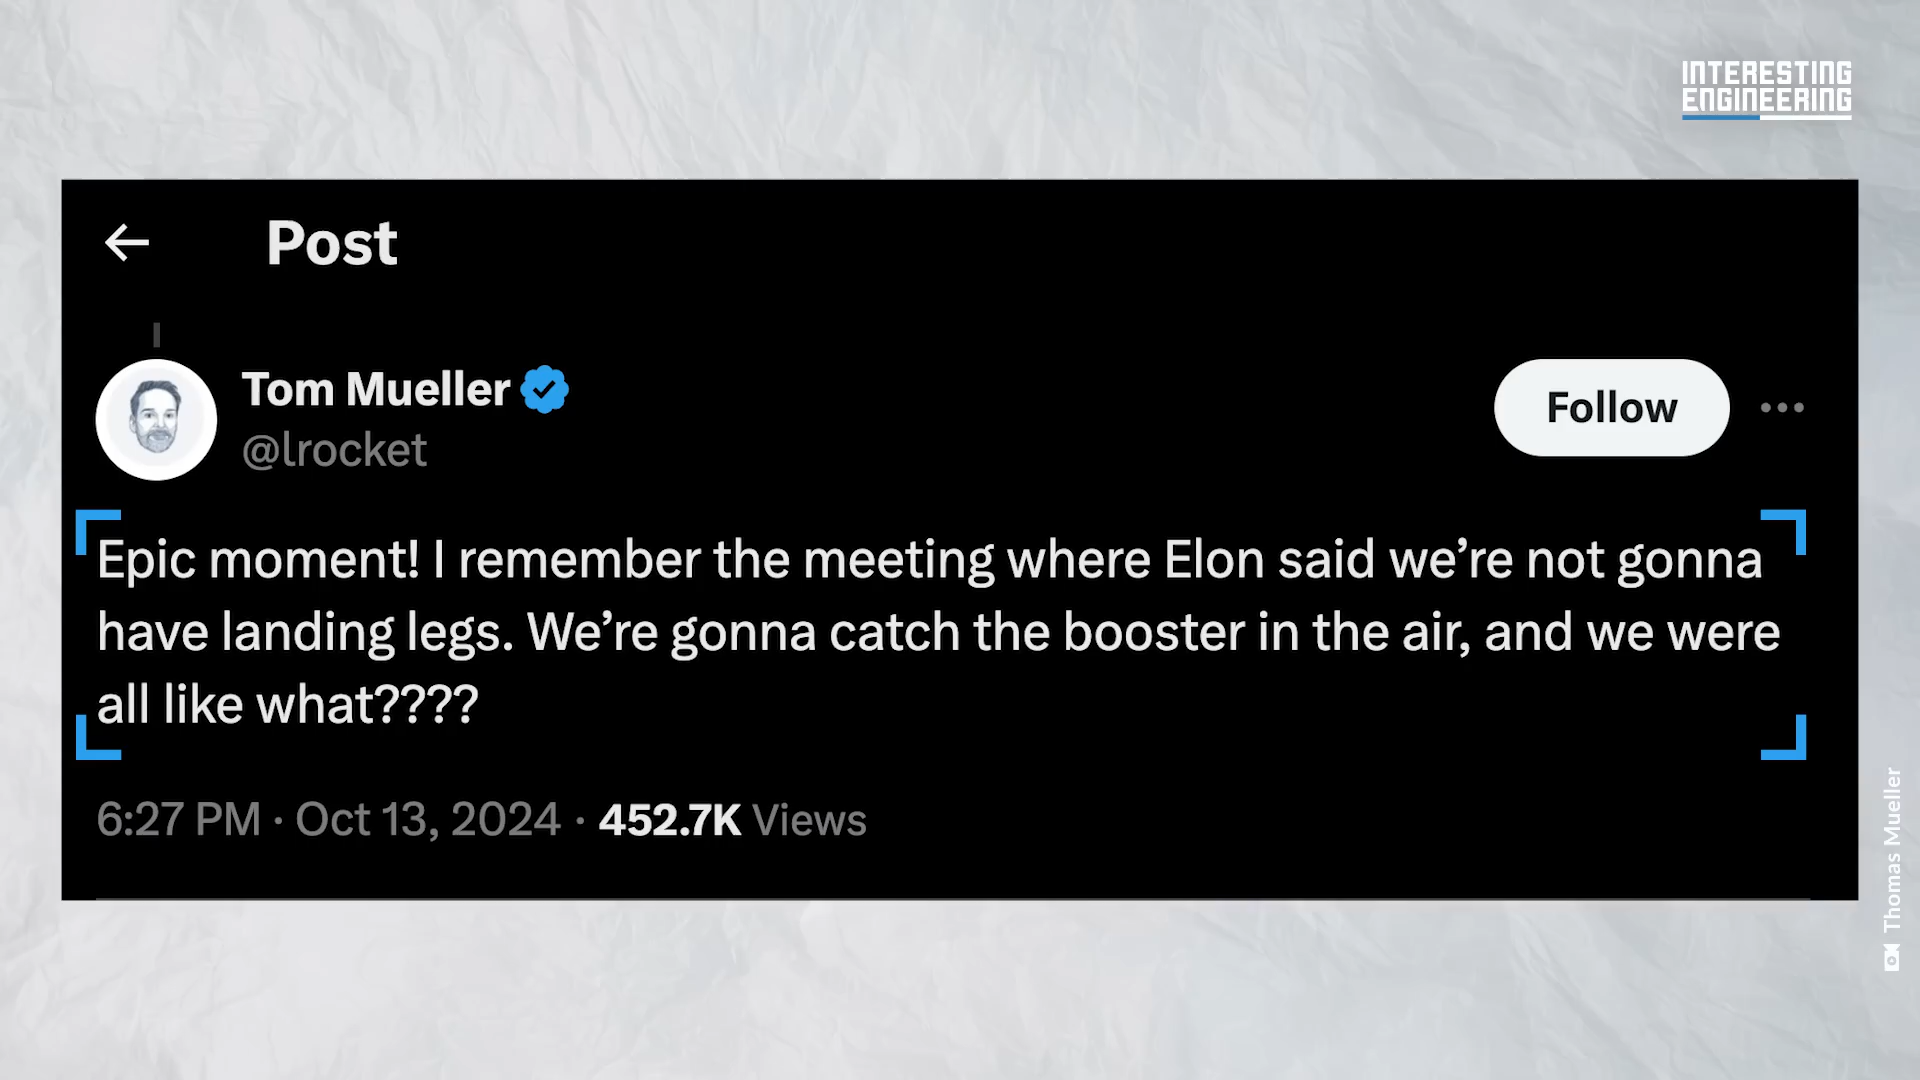 INTERESTING
ENGINEERING
Post
Tom Mueller
@lrocket
Follow
Epic moment! I remember the meeting where Elon said we’re not gonna
have landing legs. We’re gonna catch the booster in the air, and we were
all like what????
6:27 PM · Oct 13, 2024 · 452.7K Views
Thomas Mueller